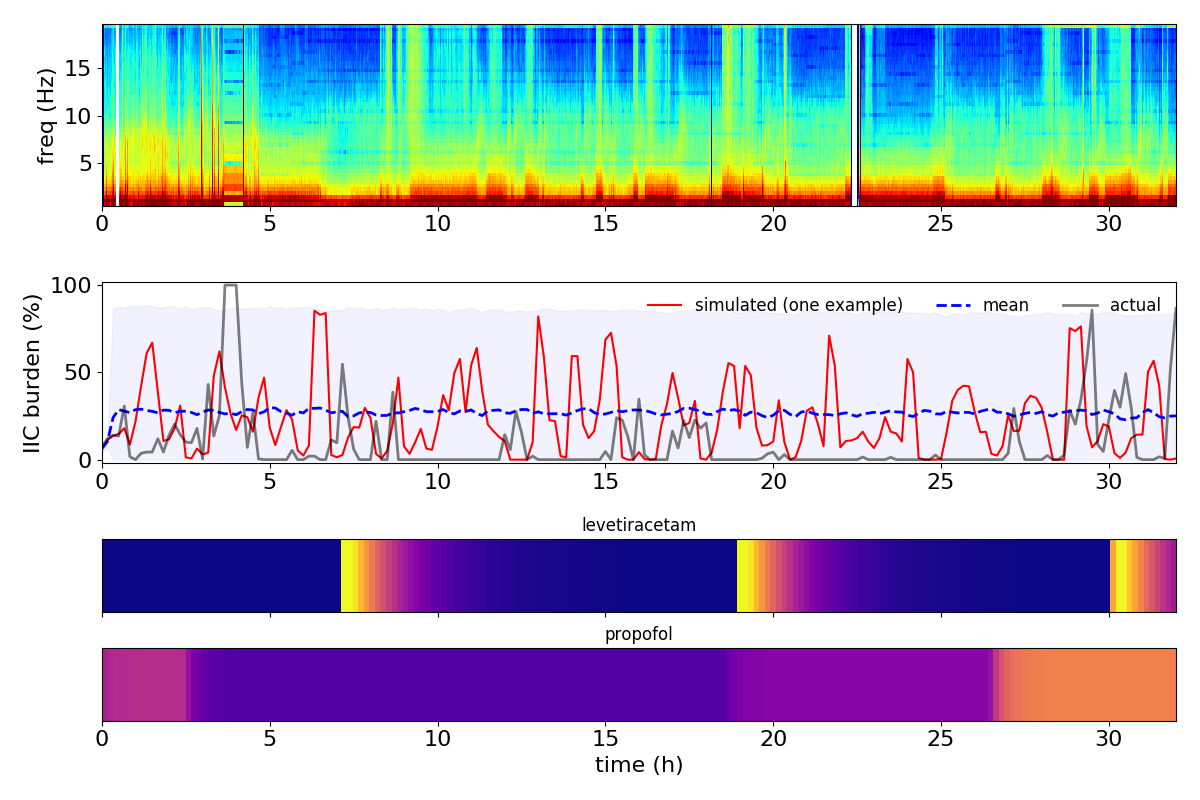 freq (Hz)
15
10
5
0 5 10 15 20 25 30
IIC burden (%)
100
50
0
simulated (one example) mean actual
0 5 10 15 20 25 30
levetiracetam
propofol
0 5 10 15 20 25 30
time (h)